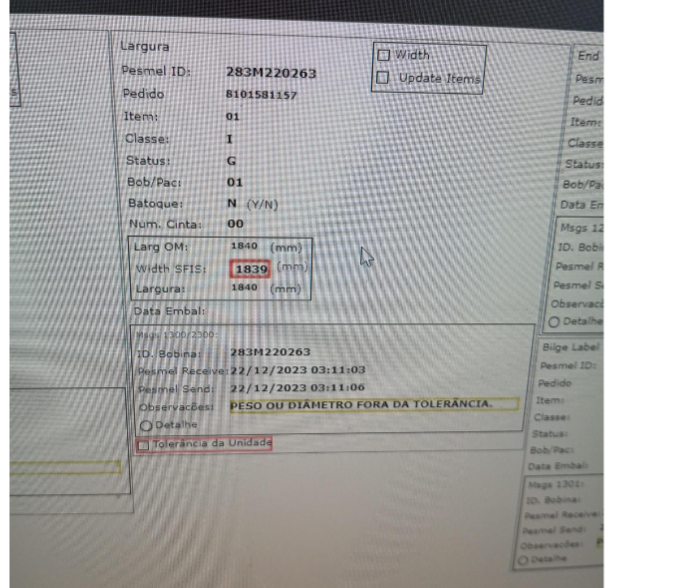 Largura
Width
Update Items
Pesmel ID: 283M220263
Pedido 8101581157
Item: 01
Classe: I
Status: G
Bob/Pac: 01
Batoque: N (Y/N)
Num. Cinta: 00
Larg OM: 1840 (mm)
Width SFIS: 1839 (mm)
Largura: 1840 (mm)
Data Embal:
Msgs 1300/2300:
ID. Bobina: 283M220263
Pesmel Receive: 22/12/2023 03:11:03
Pesmel Send: 22/12/2023 03:11:06
Observacões: PESO OU DIÂMETRO FORA DA TOLERÂNCIA.
Detalhe
Tolerância da Unidade
End
Pesm
Pedid
Item:
Classe
Status:
Bob/Pa
Data Em
Msgs 12
ID. Bobi
Pesmel R
Pesmel S
Observaci
Detalhe
Bilge Label
Pesmel ID:
Pedido
Item:
Classe:
Status:
Bob/Pac:
Data Embal:
Msgs 1301:
ID. Bobina:
Pesmel Receive:
Pesmel Send:
Observacões:
Detalhe